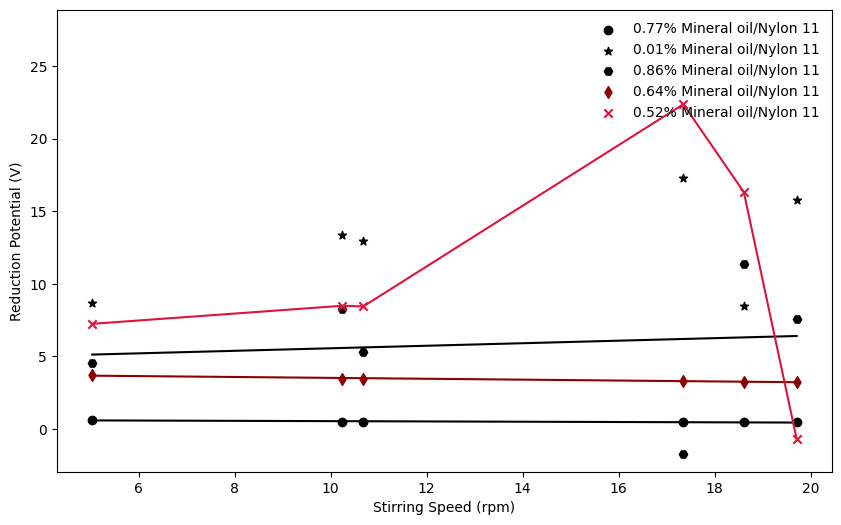 0.77% Mineral oil/Nylon 11
0.01% Mineral oil/Nylon 11
0.86% Mineral oil/Nylon 11
0.64% Mineral oil/Nylon 11
0.52% Mineral oil/Nylon 11
25
20
15
10
5
0
Reduction Potential (V)
6 8 10 12 14 16 18 20
Stirring Speed (rpm)